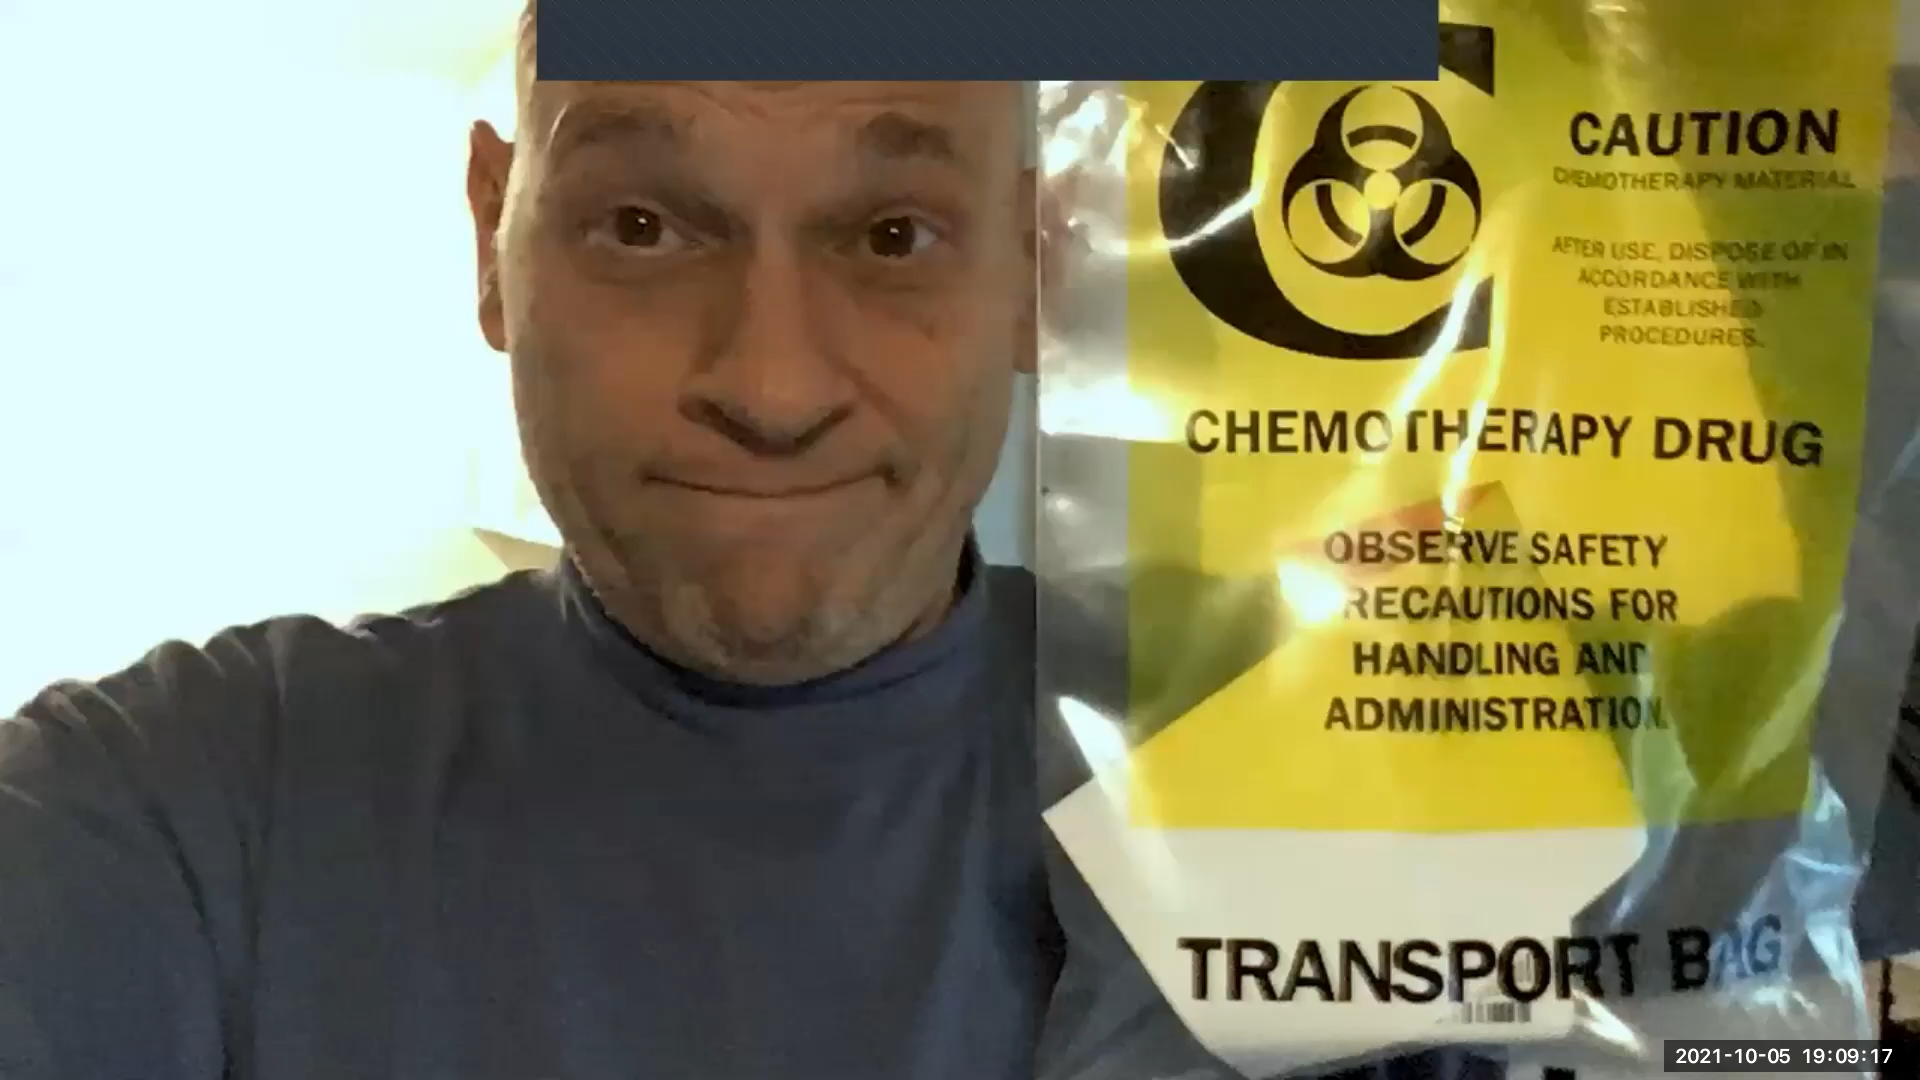 CAUTION
CHEMOTHERAPY MATERIAL
AFTER USE, DISPOSE OF IN
ACCORDANCE WITH
ESTABLISHED
PROCEDURES.
CHEMOTHERAPY DRUG
OBSERVE SAFETY
PRECAUTIONS FOR
HANDLING AND
ADMINISTRATION.
TRANSPORT BAG
2021-10-05 19:09:17